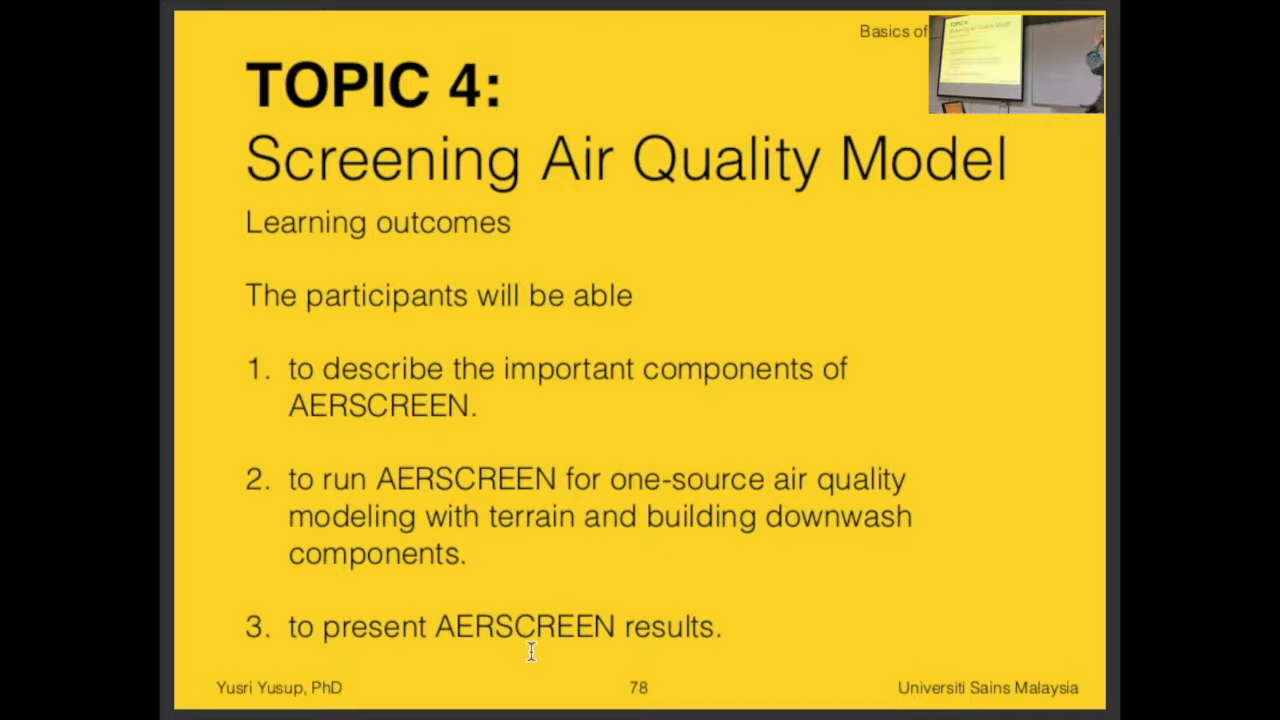 Basics of
TOPIC 4:
Screening Air Quality Model
Learning outcomes
The participants will be able
1. to describe the important components of
AERSCREEN.
2. to run AERSCREEN for one-source air quality
modeling with terrain and building downwash
components.
3. to present AERSCREEN results.
Yusri Yusup, PhD
78
Universiti Sains Malaysia